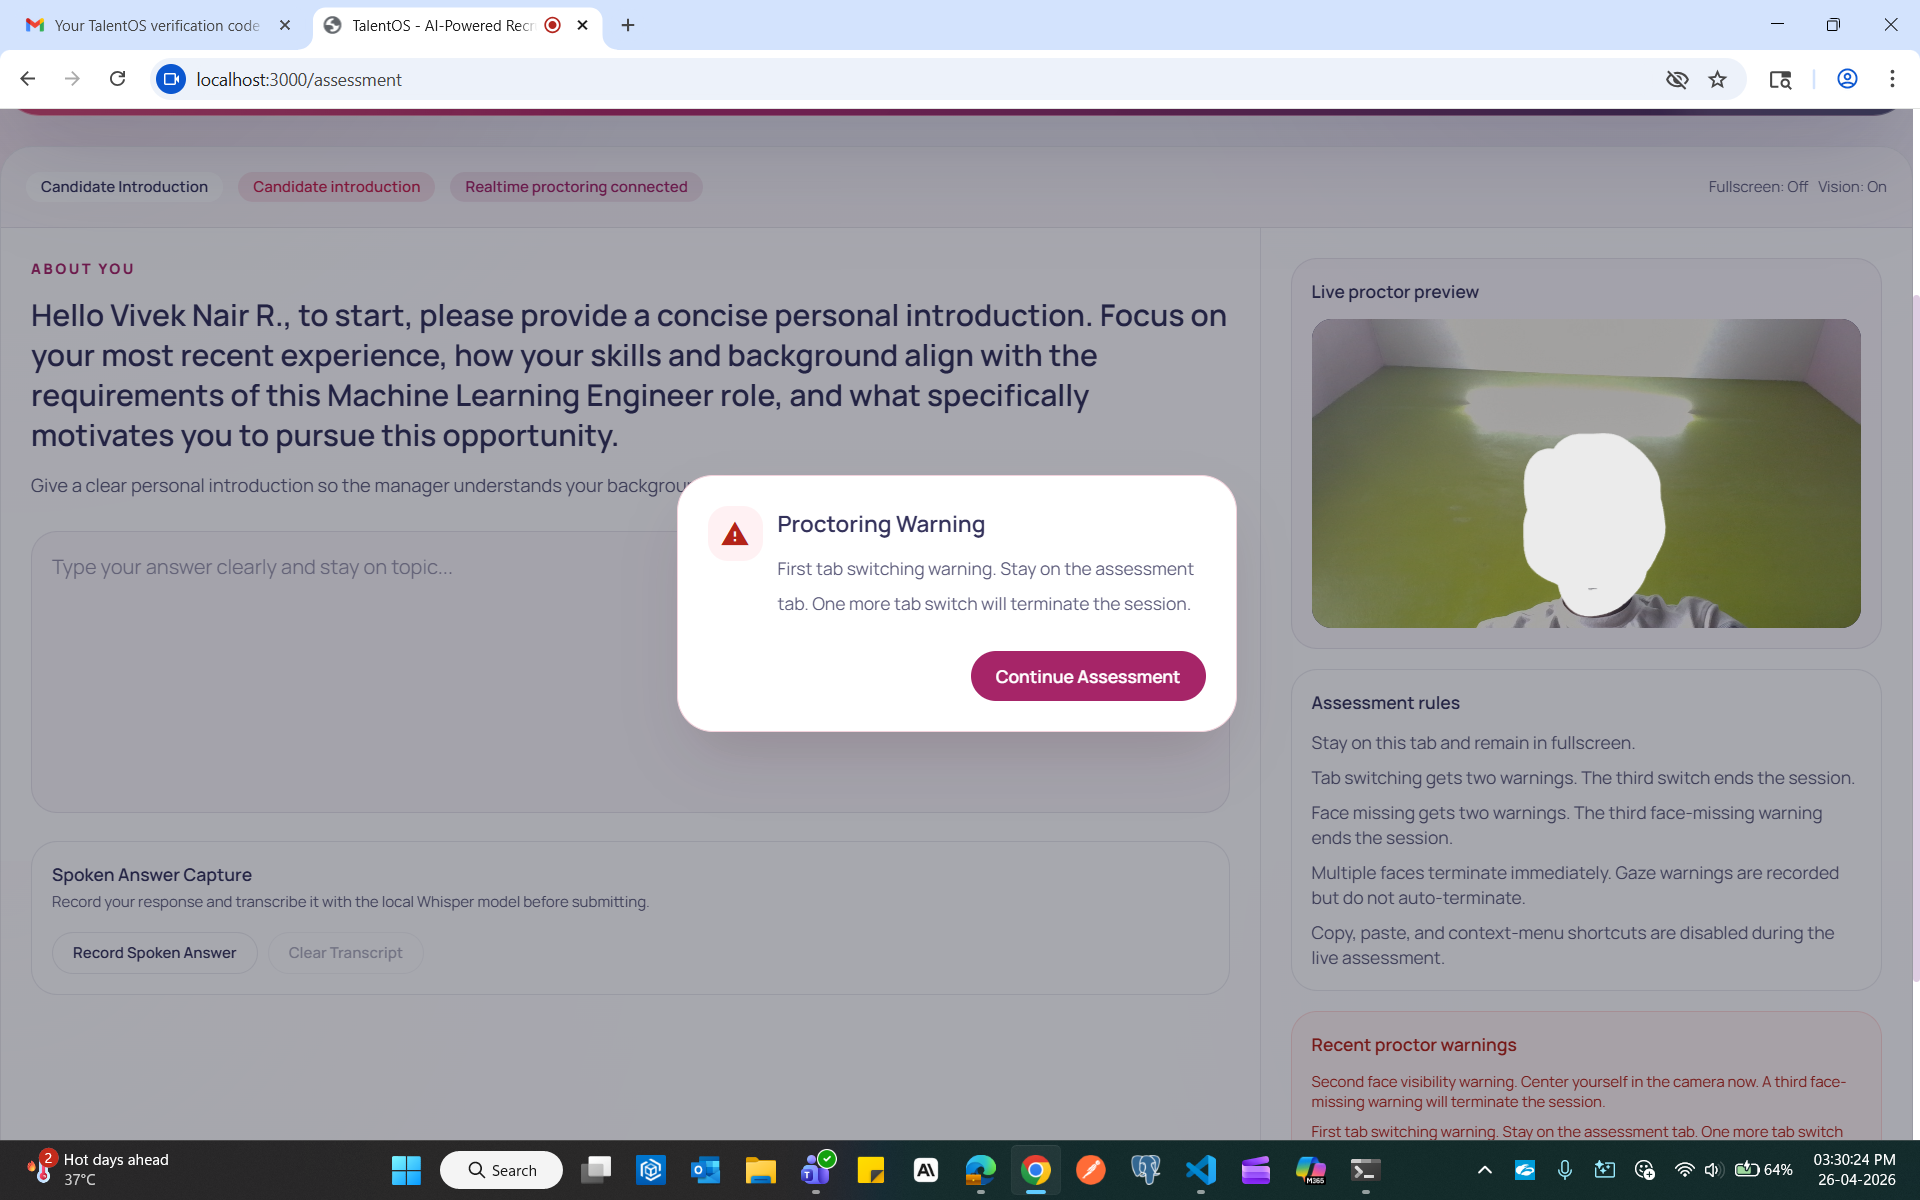 Your TalentOS verification code
TalentOS - AI-Powered Recr
localhost:3000/assessment
Candidate Introduction
Candidate introduction
Realtime proctoring connected
Fullscreen: Off Vision: On
ABOUT YOU
Hello Vivek Nair R., to start, please provide a concise personal introduction. Focus on
your most recent experience, how your skills and background align with the
requirements of this Machine Learning Engineer role, and what specifically
motivates you to pursue this opportunity.
Give a clear personal introduction so the manager understands your
Type your answer clearly and stay on topic...
Spoken Answer Capture
Record your response and transcribe it with the local Whisper model before submitting.
Record Spoken Answer
Clear Transcript
Proctoring Warning
First tab switching warning. Stay on the assessment
tab. One more tab switch will terminate the session.
Continue Assessment
Live proctor preview
Assessment rules
Stay on this tab and remain in fullscreen.
Tab switching gets two warnings. The third switch ends the session.
Face missing gets two warnings. The third face-missing warning
ends the session.
Multiple faces terminate immediately. Gaze warnings are recorded
but do not auto-terminate.
Copy, paste, and context-menu shortcuts are disabled during the
live assessment.
Recent proctor warnings
Second face visibility warning. Center yourself in the camera now. A third face-
missing warning will terminate the session.
First tab switching warning. Stay on the assessment tab. One more tab switch
2
Hot days ahead
37°C
Search
M365
64%
03:30:24 PM
26-04-2026